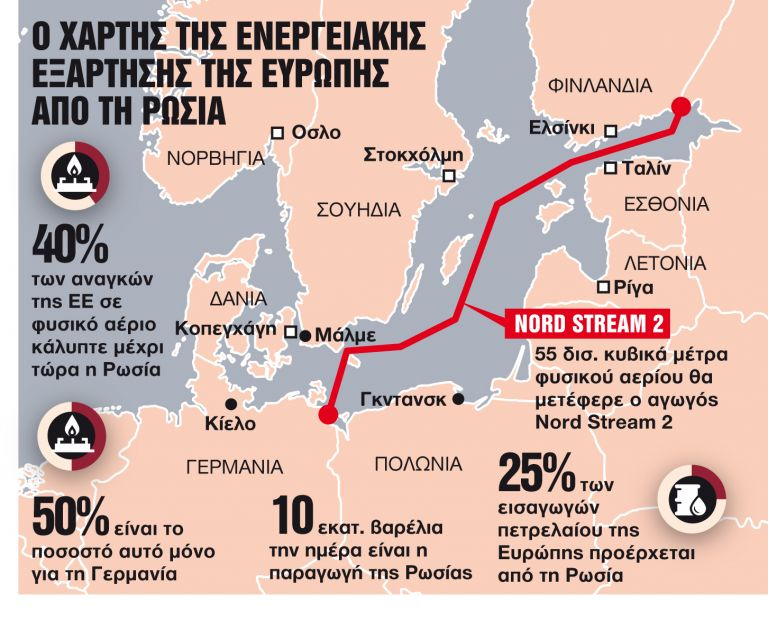 Ο ΧΑΡΤΗΣ ΤΗΣ ΕΝΕΡΓΕΙΑΚΗΣ
ΕΞΑΡΤΗΣΗΣ ΤΗΣ ΕΥΡΩΠΗΣ
ΑΠΟ ΤΗ ΡΩΣΙΑ
ΦΙΝΛΑΝΔΙΑ
Ελσίνκι
Οσλο
ΝΟΡΒΗΓΙΑ
Στοκχόλμη
Ταλίν
ΕΣΘΟΝΙΑ
ΣΟΥΗΔΙΑ
ΛΕΤΟΝΙΑ
Ρίγα
ΔΑΝΙΑ
Κοπεγχάγη
Μάλμε
40%
των αναγκών
της ΕΕ σε
φυσικό αέριο
κάλυπτε μέχρι
τώρα η Ρωσία
NORD STREAM 2
55 δισ. κυβικά μέτρα
φυσικού αερίου θα
μετέφερε ο αγωγός
Nord Stream 2
Γκντανσκ
Κίελο
ΓΕΡΜΑΝΙΑ
ΠΟΛΩΝΙΑ
50% είναι το
ποσοστό αυτό μόνο
για τη Γερμανία
10 εκατ. βαρέλια
την ημέρα είναι η
παραγωγή της Ρωσίας
25% των
εισαγωγών
πετρελαίου της
Ευρώπης προέρχεται
από τη Ρωσία